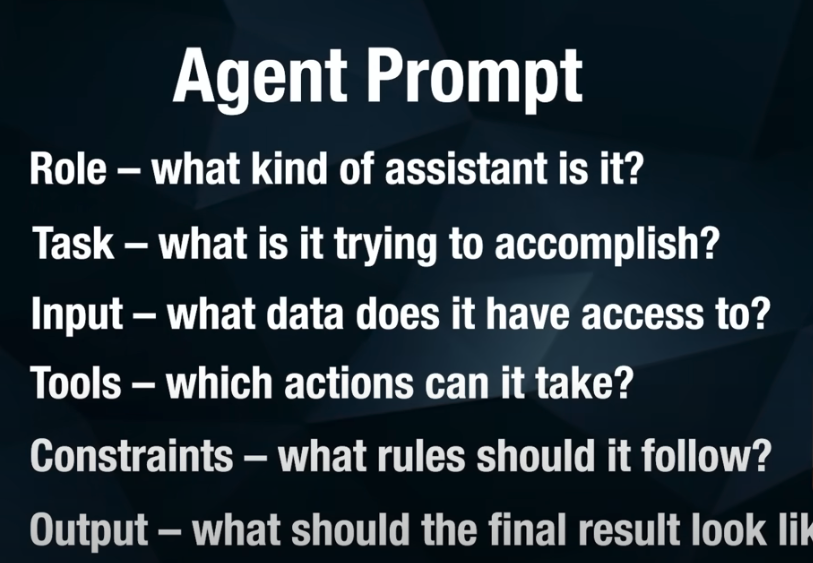 Agent Prompt
Role – what kind of assistant is it?
Task – what is it trying to accomplish?
Input – what data does it have access to?
Tools – which actions can it take?
Constraints – what rules should it follow?
Output – what should the final result look